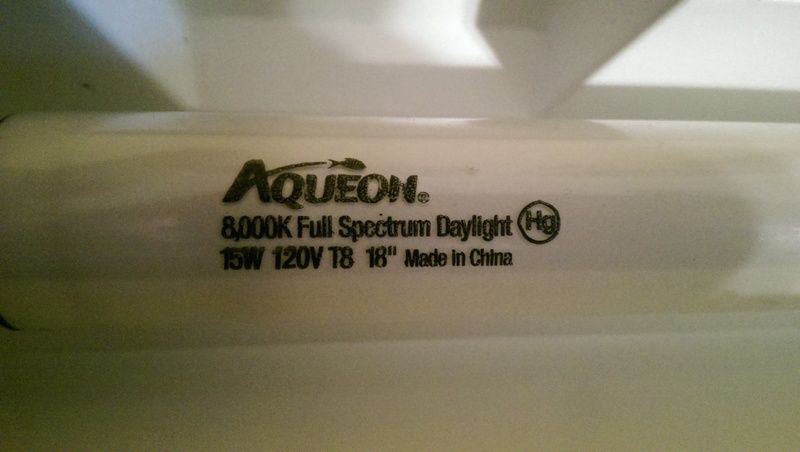 AQUEON®
8,000K Full Spectrum Daylight Hg
15W 120V T8 18" Made in China